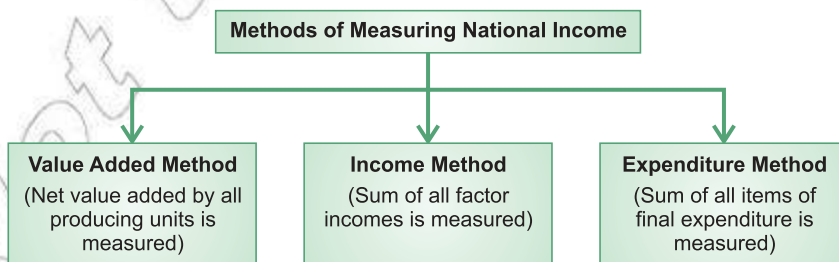 Methods of Measuring National Income
Value Added Method
(Net value added by all
producing units is
measured)
Income Method
(Sum of all factor
incomes is measured)
Expenditure Method
(Sum of all items of
final expenditure is
measured)